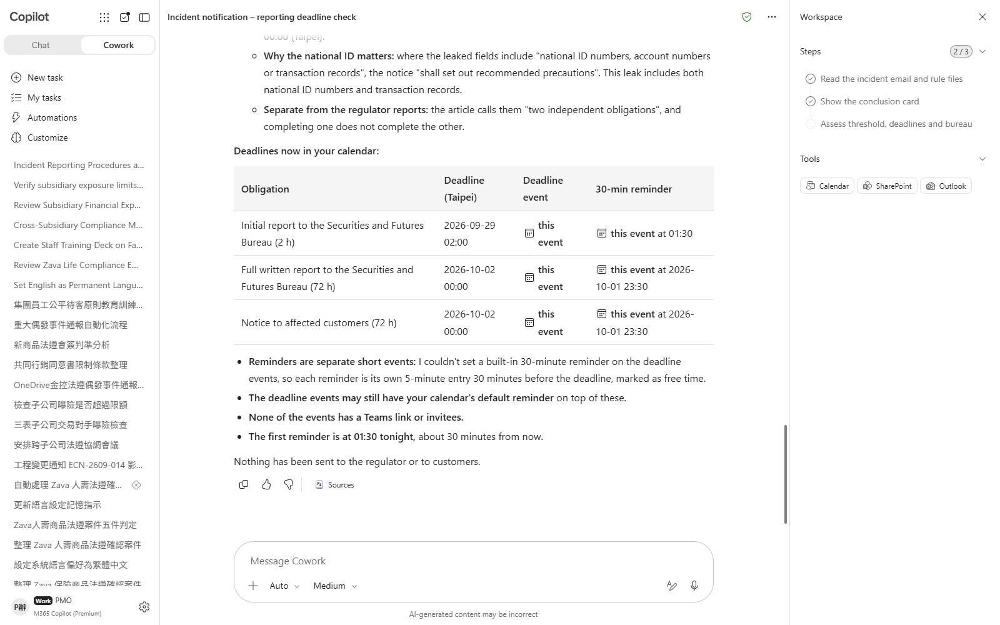 Copilot
Chat
Cowork
New task
My tasks
Automations
Customize
Incident Reporting Procedures a...
Verify subsidiary exposure limits...
Review Subsidiary Financial Exp...
Cross-Subsidiary Compliance M...
Create Staff Training Deck on Fa...
Review Zava Life Compliance E...
Set English as Permanent Langu...
集團員工公平待客原則教育訓練...
重大偶發事件通報自動化流程
新商品法遵會簽判準分析
共同行銷同意書限制條款整理
OneDrive金控法遵偶發事件通報...
檢查子公司曝險是否超過限額
三表子公司交易對手曝險檢查
安排跨子公司法遵協調會議
工程變更通知 ECN-2609-014 影...
自動處理 Zava 人壽法遵確...
更新語言設定記憶指示
Zava人壽商品法遵案件五件判定
整理 Zava 人壽商品法遵確認案件
設定系統語言偏好為繁體中文
整理 Zava 保險商品法遵確認案件
P辦
Work PMO
M365 Copilot (Premium)
Incident notification – reporting deadline check
00:00 (Taipei).
Why the national ID matters: where the leaked fields include "national ID numbers, account numbers
or transaction records", the notice "shall set out recommended precautions". This leak includes both
national ID numbers and transaction records.
Separate from the regulator reports: the article calls them "two independent obligations", and
completing one does not complete the other.
Deadlines now in your calendar:
Obligation
Deadline
(Taipei)
Deadline
event
30-min reminder
Initial report to the Securities and Futures
Bureau (2 h)
2026-09-29
02:00
this
event
this event at 01:30
Full written report to the Securities and
Futures Bureau (72 h)
2026-10-02
00:00
this
event
this event at 2026-
10-01 23:30
Notice to affected customers (72 h)
2026-10-02
00:00
this
event
this event at 2026-
10-01 23:30
Reminders are separate short events: I couldn't set a built-in 30-minute reminder on the deadline
events, so each reminder is its own 5-minute entry 30 minutes before the deadline, marked as free time.
The deadline events may still have your calendar's default reminder on top of these.
None of the events has a Teams link or invitees.
The first reminder is at 01:30 tonight, about 30 minutes from now.
Nothing has been sent to the regulator or to customers.
Sources
Message Cowork
Auto
Medium
AI-generated content may be incorrect
Workspace
Steps
2 / 3
Read the incident email and rule files
Show the conclusion card
Assess threshold, deadlines and bureau
Tools
Calendar
SharePoint
Outlook